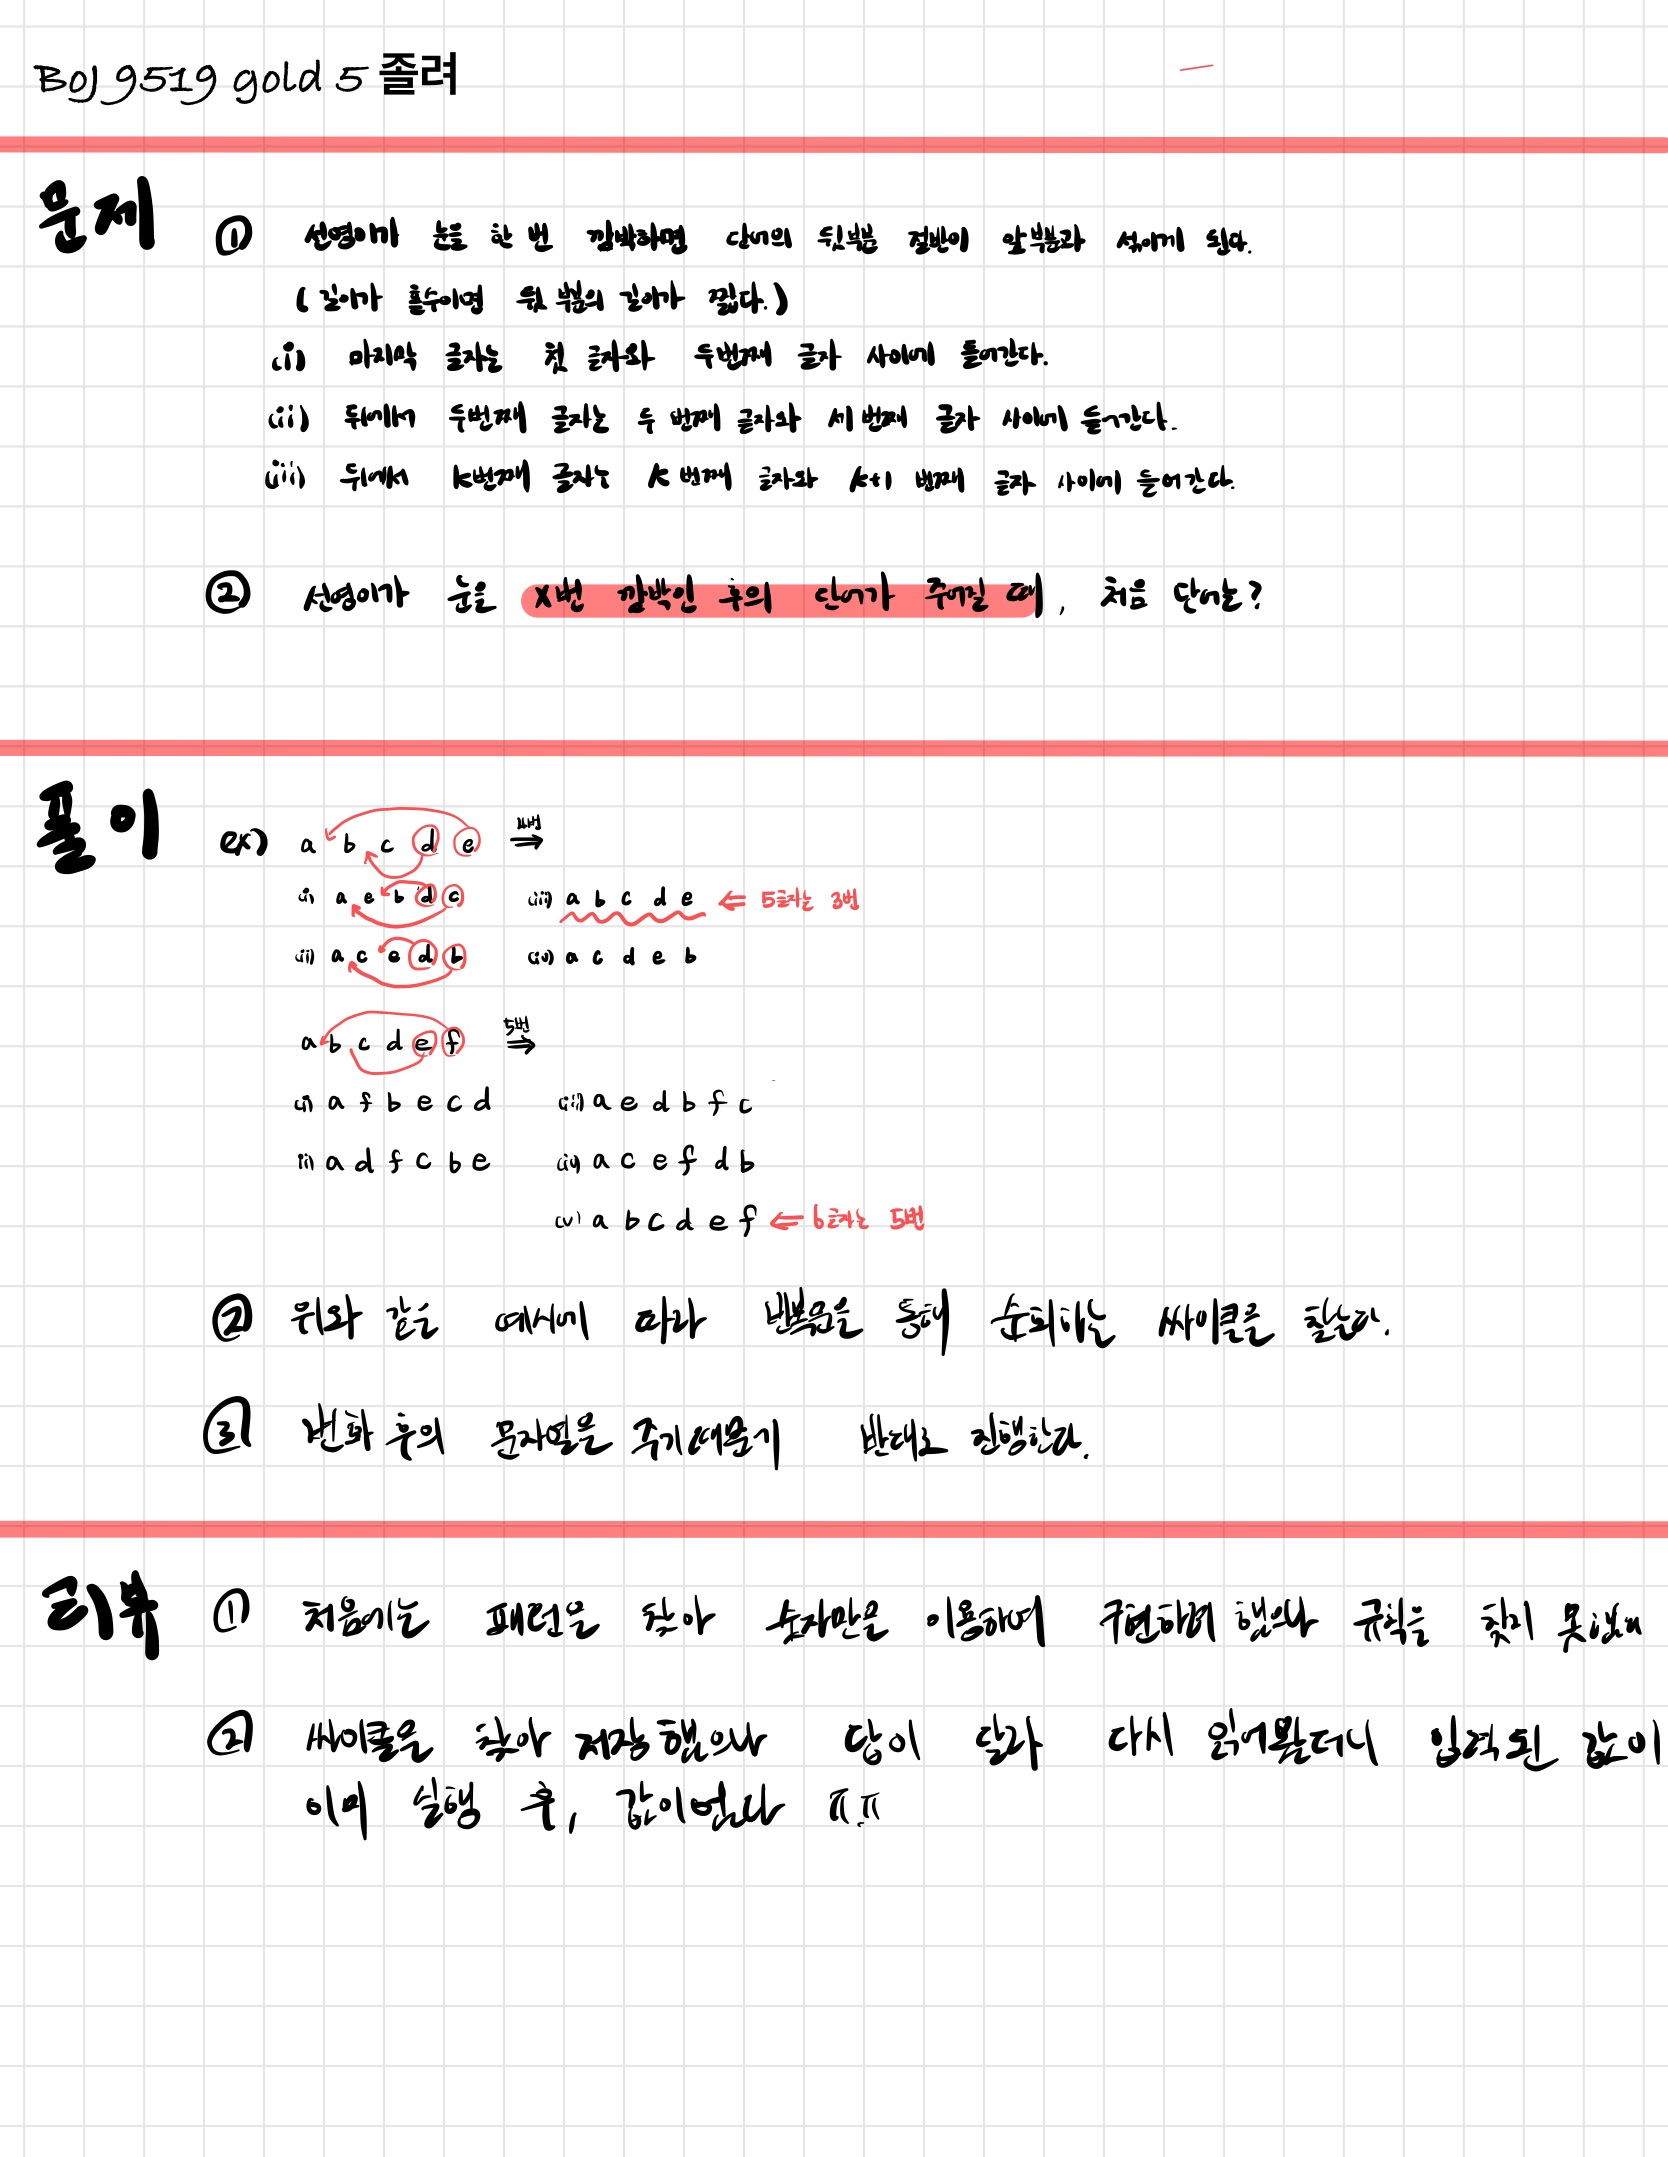 BOJ 9519 gold 5 졸려
문제
① 선영이가 눈을 한 번 깜박하면 단어의 뒷부분 절반이 앞부분과 섞이게 된다.
(길이가 홀수이면 뒷 부분의 길이가 짧다.)
(i) 마지막 글자는 첫 글자와 두번째 글자 사이에 들어간다.
(ii) 뒤에서 두번째 글자는 두 번째 글자와 세 번째 글자 사이에 들어간다.
(iii) 뒤에서 K번째 글자는 K 번째 글자와 K+1 번째 글자 사이에 들어간다.
② 선영이가 눈을 X번 깜박인 후의 단어가 주어질 때, 처음 단어는?
풀이
ex) a b c d e ⇒ 4번
(i) a e b d c (iii) a b c d e ⇐ 5글자는 3번
(ii) a c e d b (iv) a c d e b
a b c d e f ⇒ 5번
(i) a f b e c d (iii) a e d b f c
(ii) a d f c b e (iv) a c e f d b
(v) a b c d e f ⇐ 6글자는 5번
② 위와 같은 예시에 따라 반복문을 통해 순회하는 싸이클을 찾는다.
③ 변화 후의 문자열을 주기때문기 반대로 진행한다.
리뷰
① 처음에는 패턴을 찾아 숫자만을 이용하여 구현하려 했으나 규칙을 찾지 못했다
② 싸이클을 찾아 저장했으나 답이 달라 다시 읽어봤더니 입력된 값이
이미 실행 후, 값이었다 ㅠㅠ